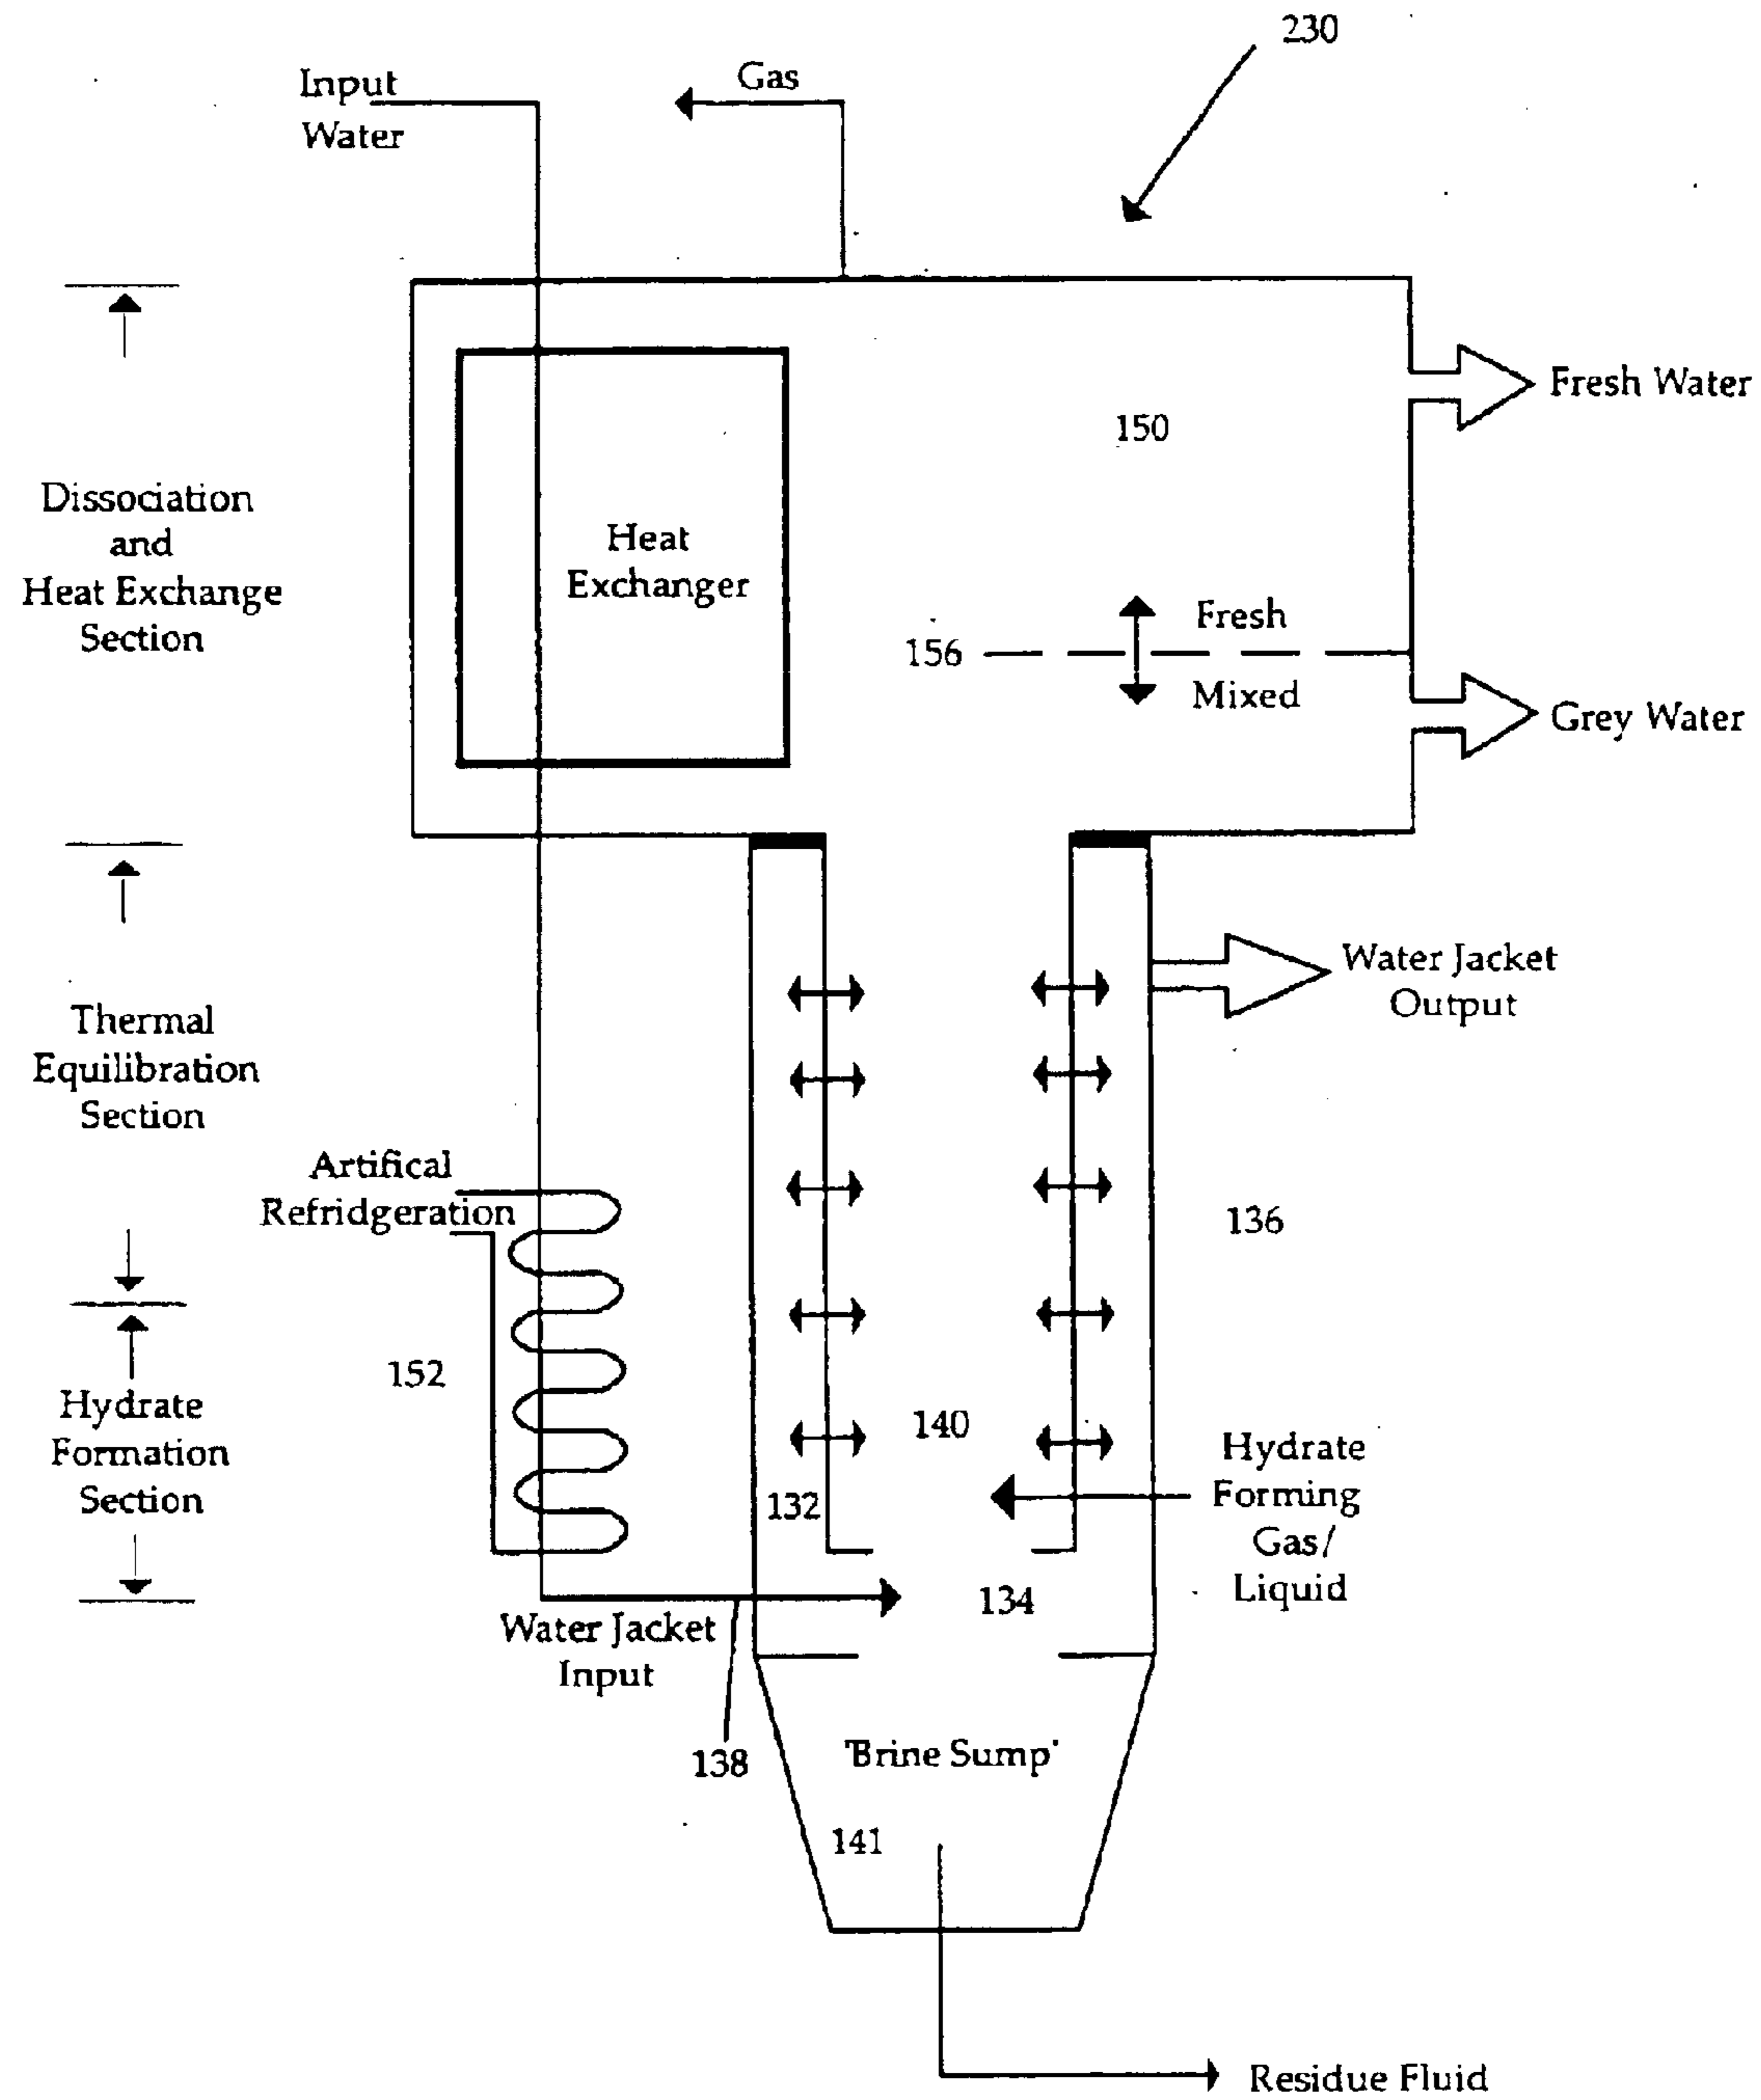 230
Input
Water
Gas
Fresh Water
150
Dissociation
and
Heat Exchange
Section
Heat
Exchanger
156
Fresh
Mixed
Grey Water
Water Jacket
Output
Thermal
Equilibration
Section
Artifical
Refridgeration
136
152
Hydrate
Formation
Section
140
132
Hydrate
Forming
Gas/
Liquid
134
Water Jacket
Input
138
'Brine Sump'
141
Residue Fluid